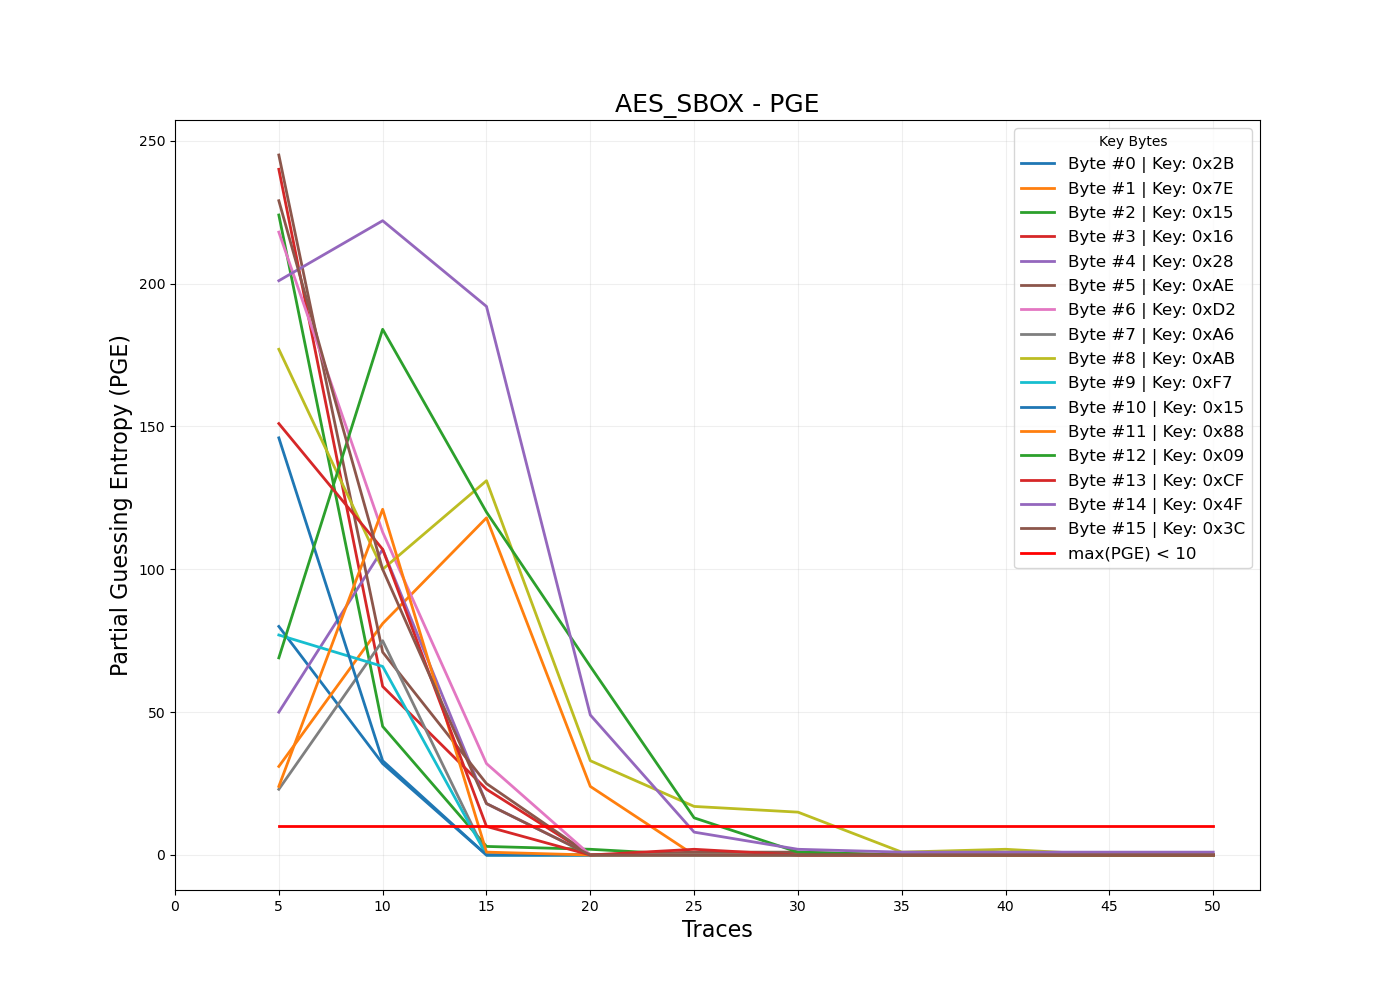 AES_SBOX - PGE
Partial Guessing Entropy (PGE)
250
200
150
100
50
0
Key Bytes
Byte #0 | Key: 0x2B
Byte #1 | Key: 0x7E
Byte #2 | Key: 0x15
Byte #3 | Key: 0x16
Byte #4 | Key: 0x28
Byte #5 | Key: 0xAE
Byte #6 | Key: 0xD2
Byte #7 | Key: 0xA6
Byte #8 | Key: 0xAB
Byte #9 | Key: 0xF7
Byte #10 | Key: 0x15
Byte #11 | Key: 0x88
Byte #12 | Key: 0x09
Byte #13 | Key: 0xCF
Byte #14 | Key: 0x4F
Byte #15 | Key: 0x3C
max(PGE) < 10
0 5 10 15 20 25 30 35 40 45 50
Traces